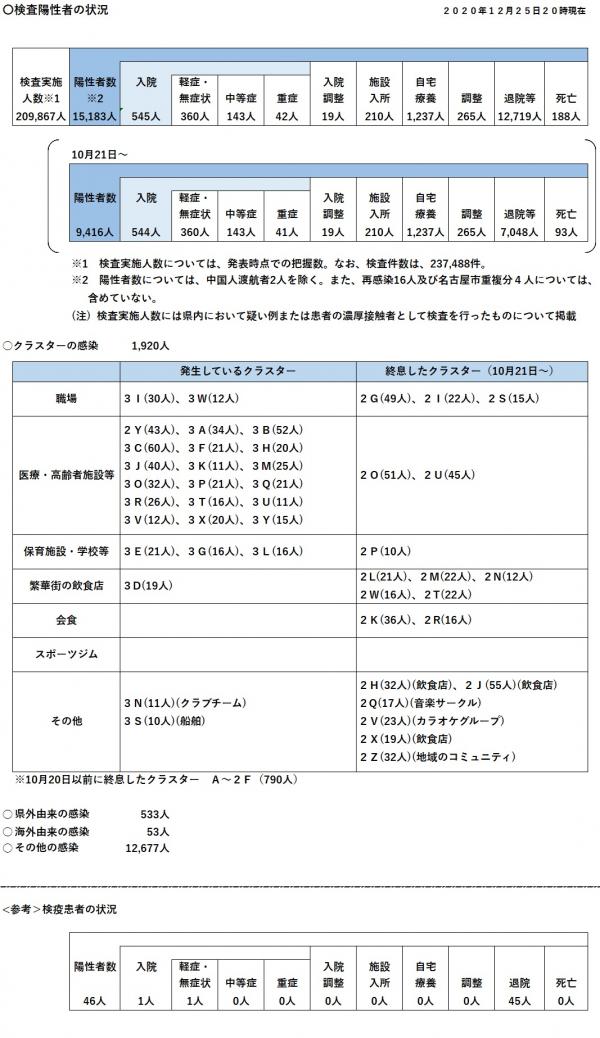 〇検査陽性者の状況
２０２０年１２月２５日２０時現在
検査実施人数※1 陽性者数※2 入院 軽症・無症状 中等症 重症 入院調整 施設入所 自宅療養 調整 退院等 死亡
209,867人 15,183人 545人 360人 143人 42人 19人 210人 1,237人 265人 12,719人 188人
10月21日～
陽性者数 入院 軽症・無症状 中等症 重症 入院調整 施設入所 自宅療養 調整 退院等 死亡
9,416人 544人 360人 143人 41人 19人 210人 1,237人 265人 7,048人 93人
※1　検査実施人数については、発表時点での把握数。なお、検査件数は、237,488件。
※2　陽性者数については、中国人渡航者2人を除く。また、再感染16人及び名古屋市重複分４人については、
含めていない。
（注）検査実施人数には県内において疑い例または患者の濃厚接触者として検査を行ったものについて掲載
〇クラスターの感染　1,920人
発生しているクラスター 終息したクラスター（10月21日～）
職場 ３Ｉ(30人)、３Ｗ(12人) ２Ｇ(49人)、２Ｉ(22人)、２Ｓ(15人)
医療・高齢者施設等
２Ｙ(43人)、３Ａ(34人)、３Ｂ(52人)
３Ｃ(60人)、３Ｆ(21人)、３Ｈ(20人)
３Ｊ(40人)、３Ｋ(11人)、３Ｍ(25人)
３Ｏ(32人)、３Ｐ(21人)、３Ｑ(21人)
３Ｒ(26人)、３Ｔ(16人)、３Ｕ(11人)
３Ｖ(12人)、３Ｘ(20人)、３Ｙ(15人)
２Ｏ(51人)、２Ｕ(45人)
保育施設・学校等 ３Ｅ(21人)、３Ｇ(16人)、３Ｌ(16人) ２Ｐ(10人)
繁華街の飲食店 ３Ｄ(19人)
２Ｌ(21人)、２Ｍ(22人)、２Ｎ(12人)
２Ｗ(16人)、２Ｔ(22人)
会食 ２Ｋ(36人)、２Ｒ(16人)
スポーツジム
その他
３Ｎ(11人)(クラブチーム)
３Ｓ(10人)(船舶)
２Ｈ(32人)(飲食店)、２Ｊ(55人)(飲食店)
２Ｑ(17人)(音楽サークル)
２Ｖ(23人)(カラオケグループ)
２Ｘ(19人)(飲食店)
２Ｚ(32人)(地域のコミュニティ)
※10月20日以前に終息したクラスター　Ａ～２Ｆ（790人）
〇県外由来の感染　533人
〇海外由来の感染　53人
〇その他の感染　12,677人
<参考＞検疫患者の状況
陽性者数 入院 軽症・無症状 中等症 重症 入院調整 施設入所 自宅療養 調整 退院 死亡
46人 1人 1人 0人 0人 0人 0人 0人 0人 45人 0人